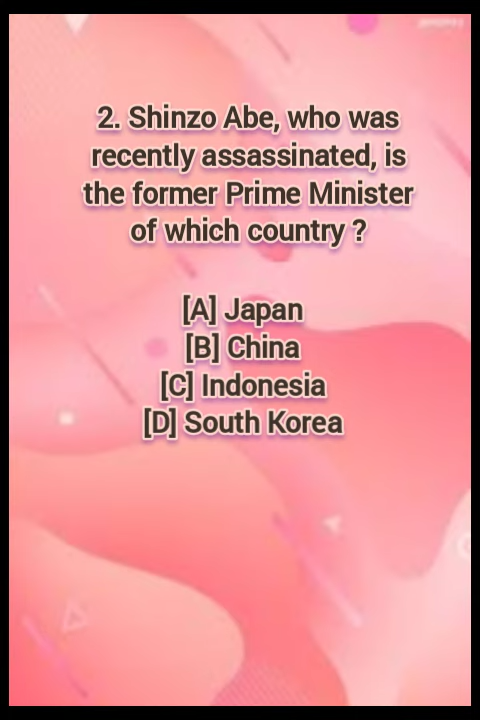 2. Shinzo Abe, who was
recently assassinated, is
the former Prime Minister
of which country ?
[A] Japan
[B] China
[C] Indonesia
[D] South Korea